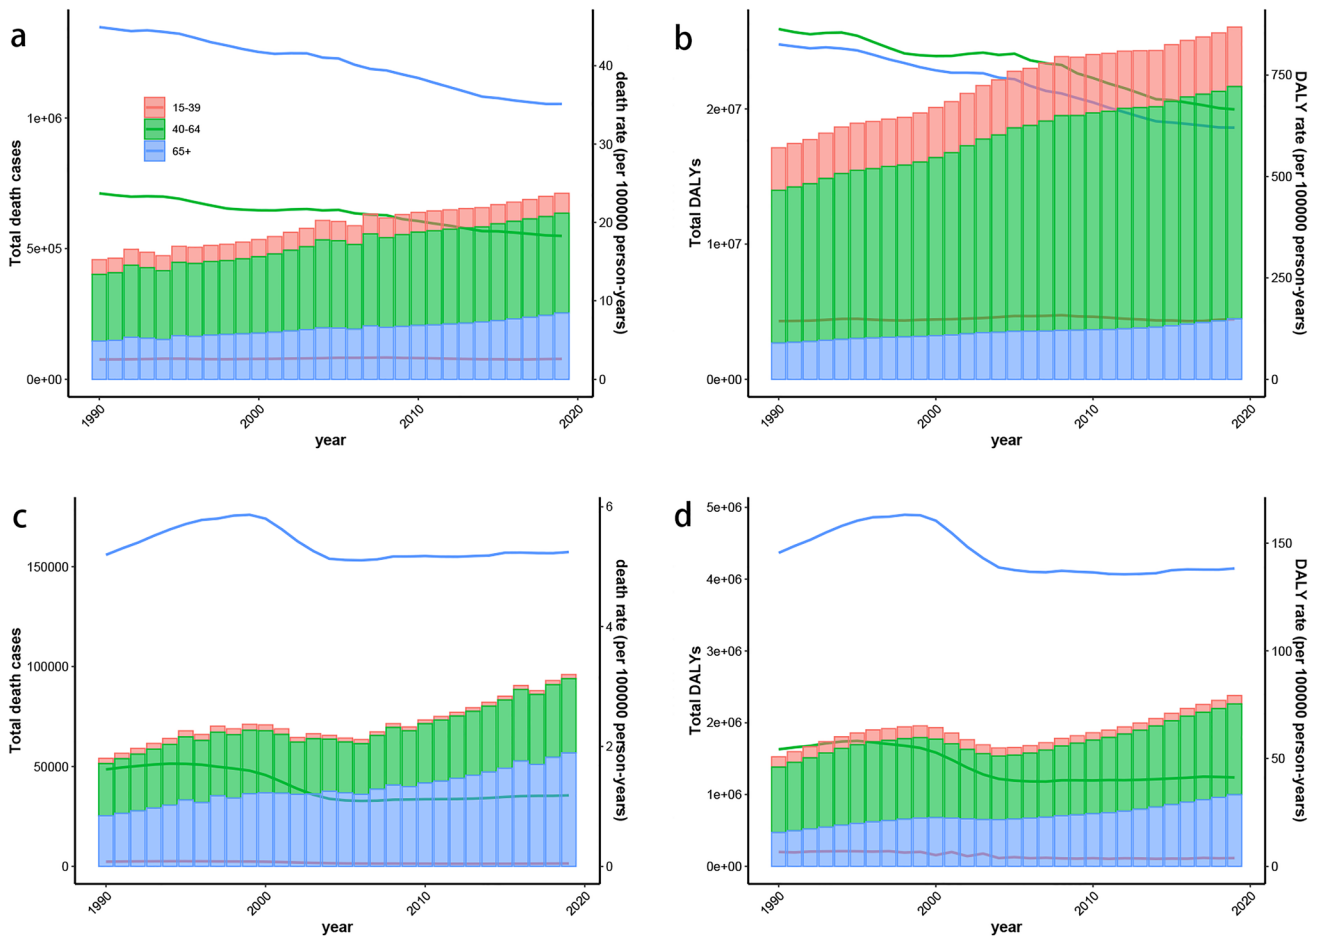 a
Total death cases
1e+06
5e+05
0e+00
15-39
40-64
65+
40
30
20
10
0
death rate (per 100000 person-years)
1990
2000
2010
2020
year
b
Total DALYs
2e+07
1e+07
0e+00
750
500
250
0
DALY rate (per 100000 person-years)
1990
2000
2010
2020
year
c
Total death cases
150000
100000
50000
0
6
4
2
0
death rate (per 100000 person-years)
1990
2000
2010
2020
year
d
Total DALYs
5e+06
4e+06
3e+06
2e+06
1e+06
0e+00
150
100
50
0
DALY rate (per 100000 person-years)
1990
2000
2010
2020
year